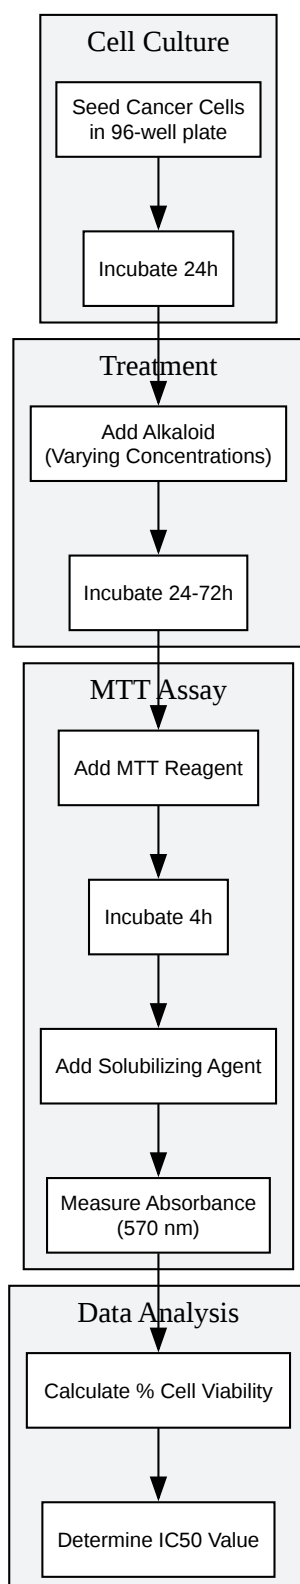 Cell Culture
Seed Cancer Cells
in 96-well plate
Incubate 24h
Treatment
Add Alkaloid
(Varying Concentrations)
Incubate 24-72h
MTT Assay
Add MTT Reagent
Incubate 4h
Add Solubilizing Agent
Measure Absorbance
(570 nm)
Data Analysis
Calculate % Cell Viability
Determine IC50 Value